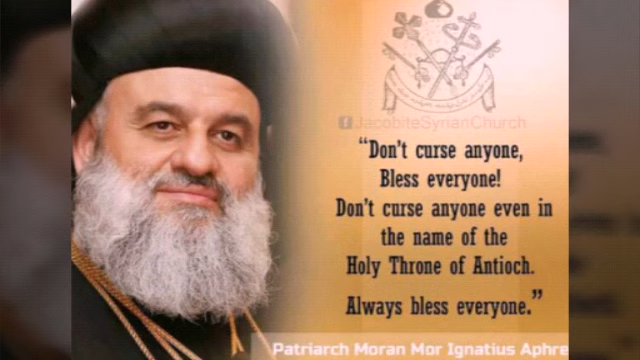 JacobiteSyrianChurch
“Don't curse anyone,
Bless everyone!
Don't curse anyone even in
the name of the
Holy Throne of Antioch.
Always bless everyone.”
Patriarch Moran Mor Ignatius Aphre